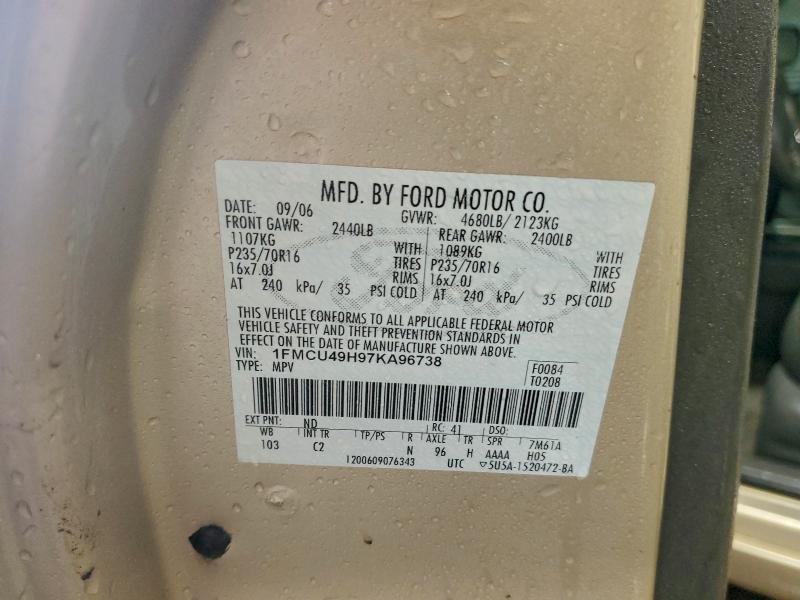 MFD. BY FORD MOTOR CO.
DATE: 09/06 GVWR: 4680LB/ 2123KG
FRONT GAWR: 2440LB REAR GAWR: 2400LB
1107KG WITH 1089KG WITH
P235/70R16 TIRES P235/70R16 TIRES
16x7.0J RIMS 16x7.0J RIMS
AT 240 kPa/ 35 PSI COLD AT 240 kPa/ 35 PSI COLD
THIS VEHICLE CONFORMS TO ALL APPLICABLE FEDERAL MOTOR
VEHICLE SAFETY AND THEFT PREVENTION STANDARDS IN
EFFECT ON THE DATE OF MANUFACTURE SHOWN ABOVE.
VIN: 1FMCU49H97KA96738
TYPE: MPV
F0084
T0208
EXT PNT: ND RC: 41 DSO:
WB INT TR TP/PS R AXLE TR SPR 7M61A
103 C2 N 96 H AAAA H05
1200609076343 UTC ▽5U5A-1520472-BA